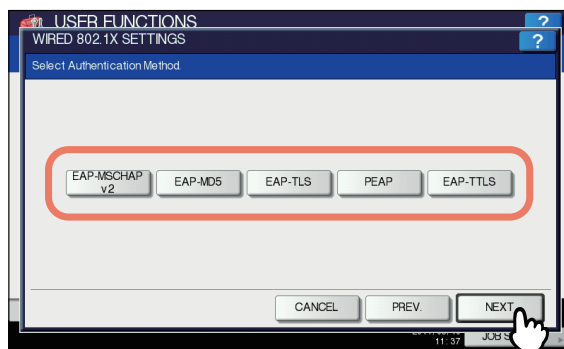 USER FUNCTIONS
?
WIRED 802.1X SETTINGS
?
Select Authentication Method.
EAP-MSCHAP
v2
EAP-MD5
EAP-TLS
PEAP
EAP-TTLS
CANCEL
PREV.
NEXT
11:37
JOB S